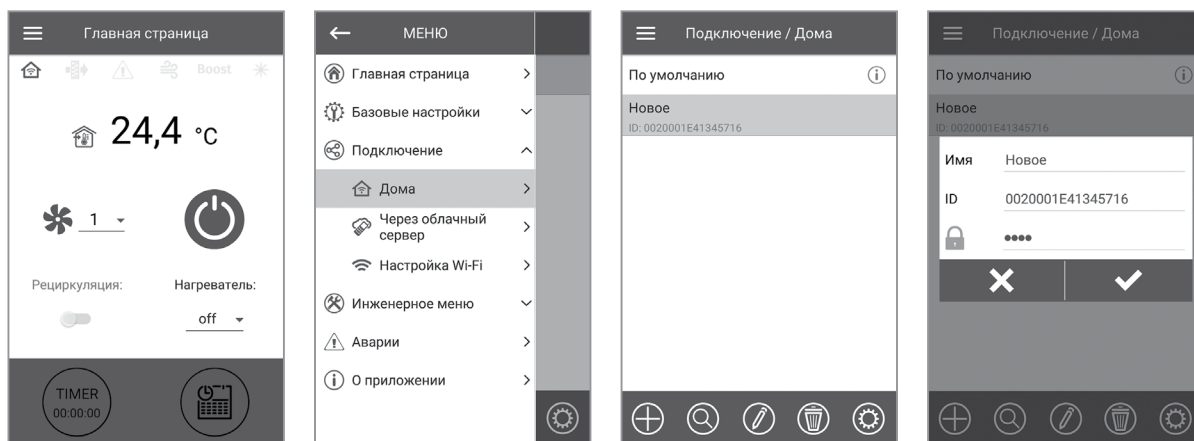 Главная страница
Boost
24,4 °C
1
Рециркуляция:
Нагреватель:
off
TIMER
00:00:00
МЕНЮ
Главная страница
Базовые настройки
Подключение
Дома
Через облачный
сервер
Настройка Wi-Fi
Инженерное меню
Аварии
О приложении
Подключение / Дома
По умолчанию
Новое
ID: 0020001E41345716
Подключение / Дома
По умолчанию
Новое
ID: 0020001E41345716
Имя Новое
ID 0020001E41345716
••••